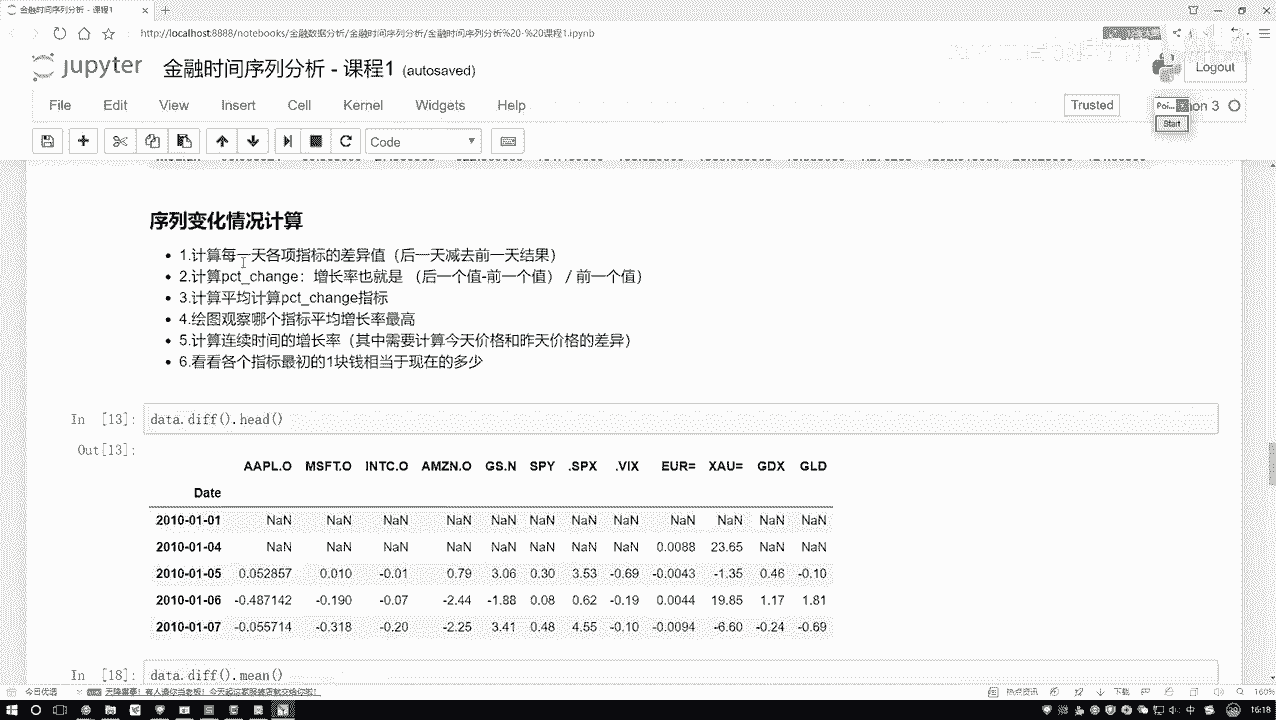 金融时间序列分析 - 课程1
http://localhost:8888/notebooks/金融数据分析/金融时间序列分析/金融时间序列分析%20-%20课程1.ipynb
jupyter 金融时间序列分析 - 课程1 (autosaved)
Logout
File Edit View Insert Cell Kernel Widgets Help
Trusted
Poi... on 3
Start
Code
序列变化情况计算
1.计算每一天各项指标的差异值（后一天减去前一天结果）
2.计算pct_change：增长率也就是 （后一个值-前一个值） / 前一个值）
3.计算平均计算pct_change指标
4.绘图观察哪个指标平均增长率最高
5.计算连续时间的增长率（其中需要计算今天价格和昨天价格的差异）
6.看看各个指标最初的1块钱相当于现在的多少
In [13]: data.diff().head()
Out[13]:
AAPL.O MSFT.O INTC.O AMZN.O GS.N SPY .SPX .VIX EUR= XAU= GDX GLD
Date
2010-01-01 NaN NaN NaN NaN NaN NaN NaN NaN NaN NaN NaN NaN
2010-01-04 NaN NaN NaN NaN NaN NaN NaN NaN 0.0088 23.65 NaN NaN
2010-01-05 0.052857 0.010 -0.01 0.79 3.06 0.30 3.53 -0.69 -0.0043 -1.35 0.46 -0.10
2010-01-06 -0.487142 -0.190 -0.07 -2.44 -1.88 0.08 0.62 -0.19 0.0044 19.85 1.17 1.81
2010-01-07 -0.055714 -0.318 -0.20 -2.25 3.41 0.48 4.55 -0.10 -0.0094 -6.60 -0.24 -0.69
In [18]: data.diff().mean()
今日优选
热点资讯 下载 160%
中 16:18